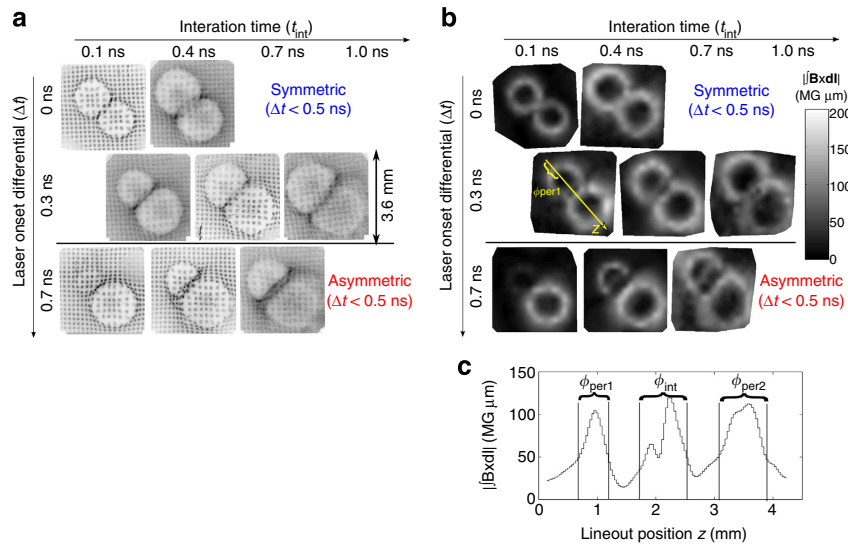 a
Interation time (tint)
0.1 ns 0.4 ns 0.7 ns 1.0 ns
Laser onset differential (Δt)
0 ns
0.3 ns
0.7 ns
Symmetric
(Δt < 0.5 ns)
3.6 mm
Asymmetric
(Δt < 0.5 ns)
b
Interation time (tint)
0.1 ns 0.4 ns 0.7 ns 1.0 ns
Laser onset differential (Δt)
0 ns
0.3 ns
0.7 ns
Symmetric
(Δt < 0.5 ns)
ϕper1
Z
Asymmetric
(Δt < 0.5 ns)
|∫Bxdl|
(MG μm)
200
150
100
50
0
c
|∫Bxdl| (MG μm)
150
100
50
0
ϕper1 ϕint ϕper2
0 1 2 3 4
Lineout position z (mm)